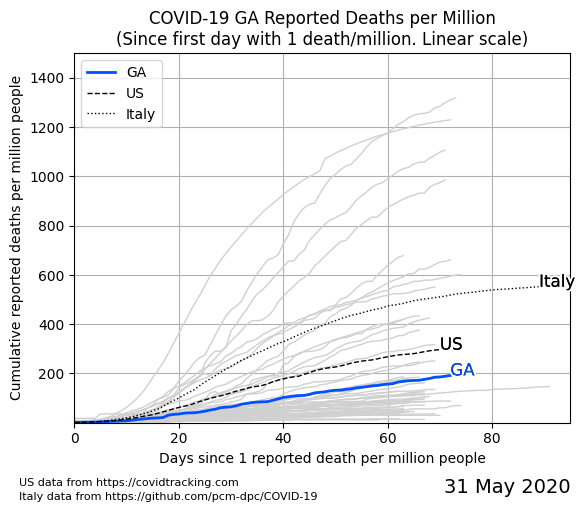 COVID-19 GA Reported Deaths per Million
(Since first day with 1 death/million. Linear scale)
GA
US
Italy
1400
1200
1000
800
600
400
200
Cumulative reported deaths per million people
Italy
US
GA
0
20
40
60
80
Days since 1 reported death per million people
US data from https://covidtracking.com
Italy data from https://github.com/pcm-dpc/COVID-19
31 May 2020